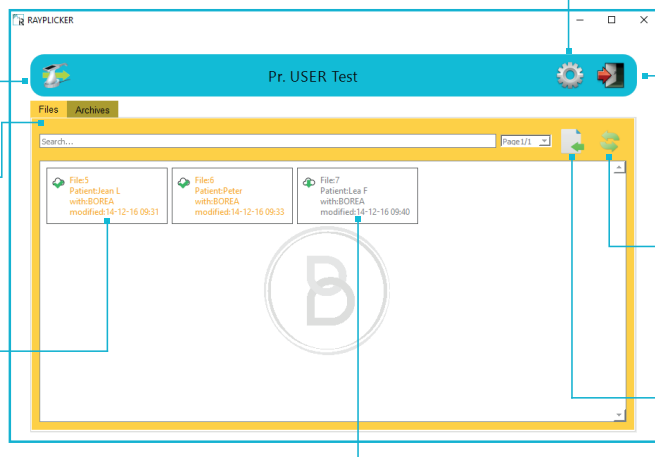 RAYPLICKER
Pr. USER Test
Files Archives
Search... Page1/1
File:5
Patient:Jean L
with:BOREA
modified:14-12-16 09:31
File:6
Patient:Peter
with:BOREA
modified:14-12-16 09:33
File:7
Patient:Lea F
with:BOREA
modified:14-12-16 09:40